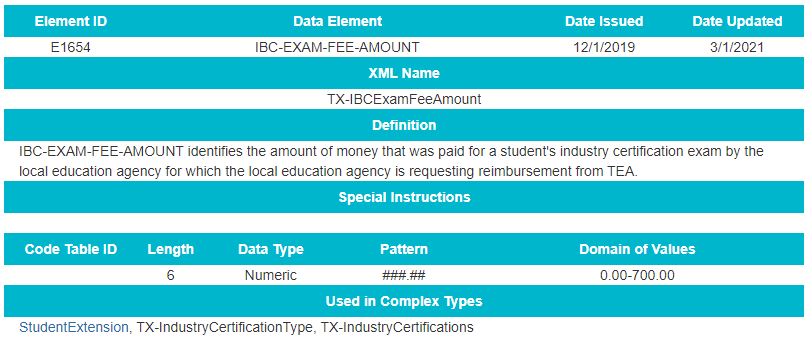 Element ID Data Element Date Issued Date Updated
E1654 IBC-EXAM-FEE-AMOUNT 12/1/2019 3/1/2021
XML Name
TX-IBCExamFeeAmount
Definition
IBC-EXAM-FEE-AMOUNT identifies the amount of money that was paid for a student's industry certification exam by the
local education agency for which the local education agency is requesting reimbursement from TEA.
Special Instructions
Code Table ID Length Data Type Pattern Domain of Values
6 Numeric ###.## 0.00-700.00
Used in Complex Types
StudentExtension, TX-IndustryCertificationType, TX-IndustryCertifications